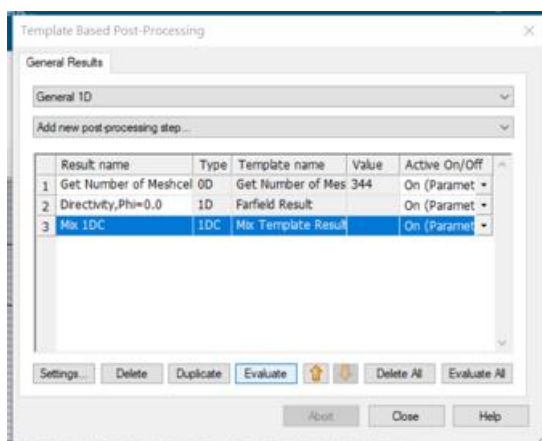 Template Based Post-Processing
General Results
General 1D
Add new post-processing step...
Result name Type Template name Value Active On/Off
1 Get Number of Meshcel 0D Get Number of Mes 344 On (Paramet
2 Directivity,Phi=0.0 1D Farfield Result On (Paramet
3 Mix 1DC 1DC Mix Template Result On (Paramet
Settings... Delete Duplicate Evaluate Delete All Evaluate All
Abort Close Help